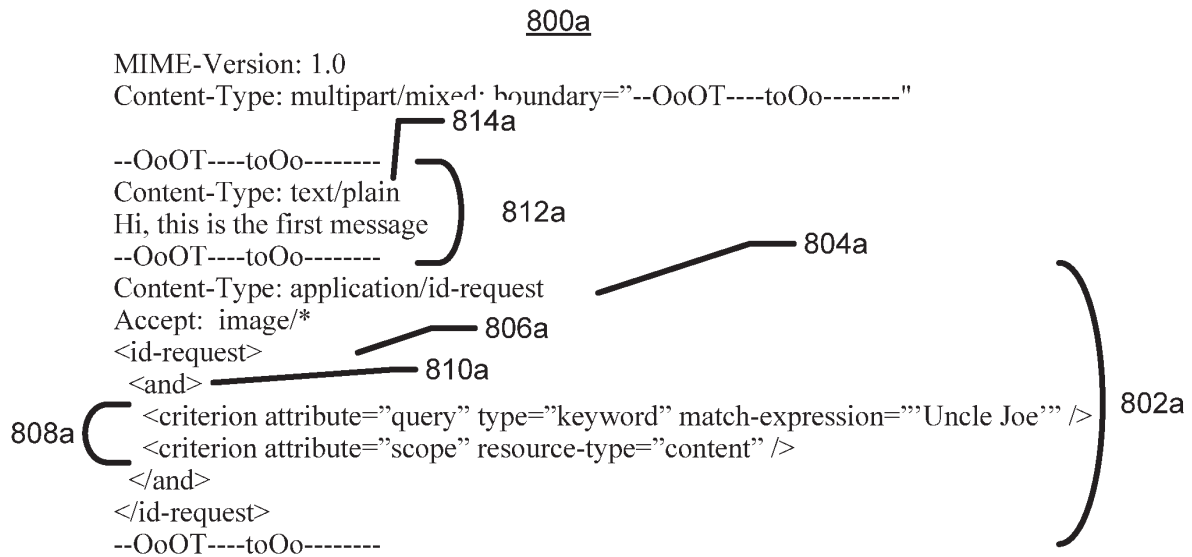 800a
MIME-Version: 1.0
Content-Type: multipart/mixed; boundary=”--OoOT----toOo--------"
814a
--OoOT----toOo--------
Content-Type: text/plain
812a
Hi, this is the first message
804a
--OoOT----toOo--------
Content-Type: application/id-request
Accept:  image/*
806a
<id-request>
810a
<and>
<criterion attribute=”query” type=”keyword” match-expression=”’Uncle Joe’” />
802a
808a
<criterion attribute=”scope” resource-type=”content” />
</and>
</id-request>
--OoOT----toOo--------